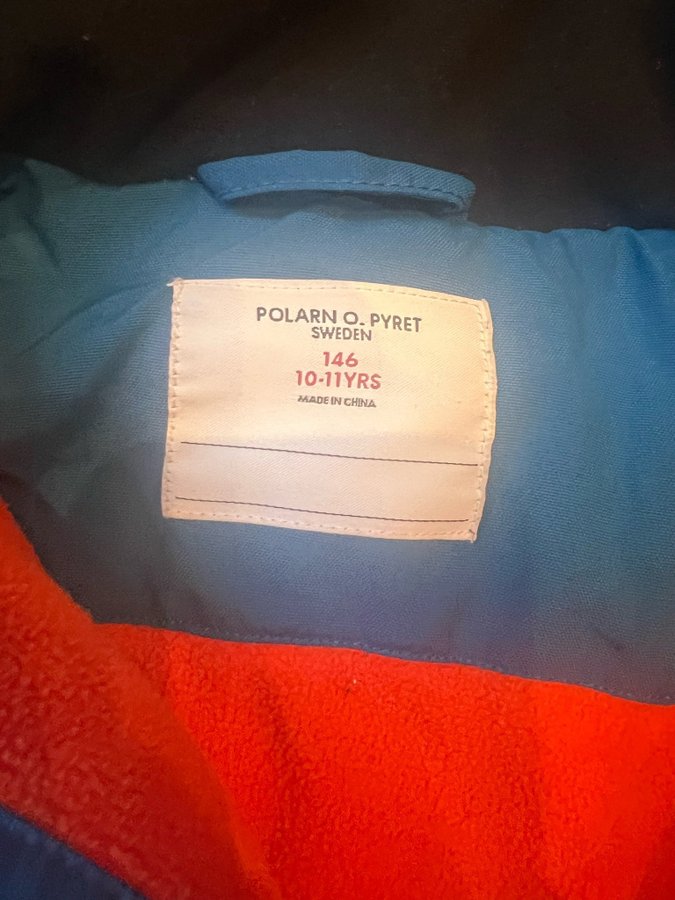 POLARN O. PYRET
SWEDEN
146
10-11YRS
MADE IN CHINA